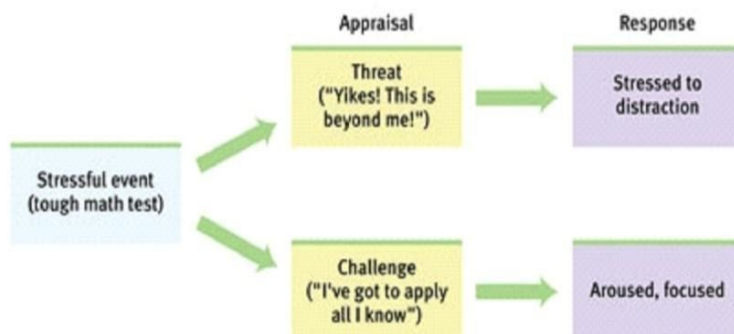 Appraisal
Response
Threat
("Yikes! This is
beyond me!")
Stressed to
distraction
Stressful event
(tough math test)
Challenge
("I've got to apply
all I know")
Aroused, focused